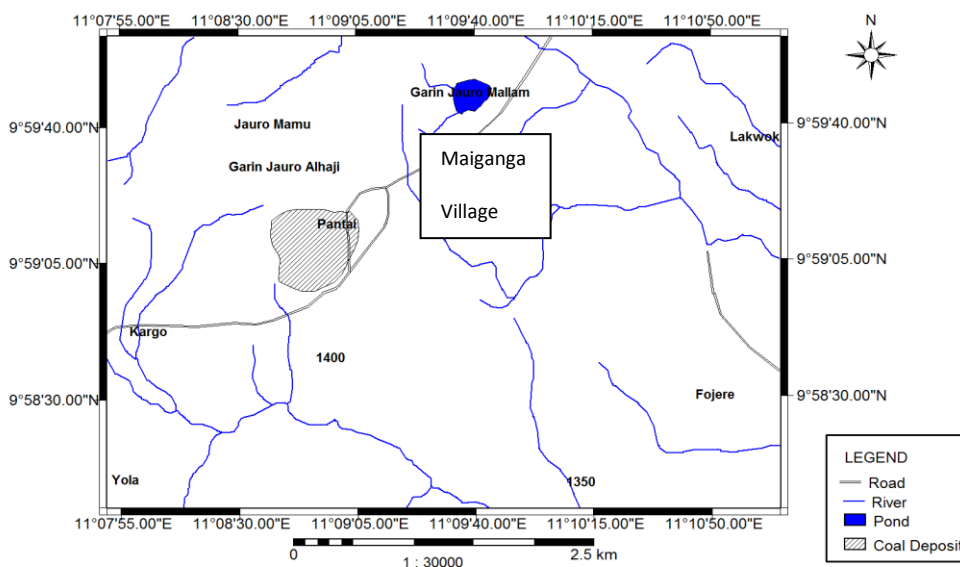 11°07'55.00"E 11°08'30.00"E 11°09'05.00"E 11°09'40.00"E 11°10'15.00"E 11°10'50.00"E
N
Garin Jauro Mallam
9°59'40.00"N
Jauro Mamu
9°59'40.00"N
Lakwok
Maiganga
Village
Garin Jauro Alhaji
Pantai
9°59'05.00"N
9°59'05.00"N
Kargo
1400
9°58'30.00"N
Fojere
9°58'30.00"N
Yola
1350
LEGEND
Road
River
Pond
Coal Deposit
11°07'55.00"E 11°08'30.00"E 11°09'05.00"E 11°09'40.00"E 11°10'15.00"E 11°10'50.00"E
0 2.5 km
1 : 30000